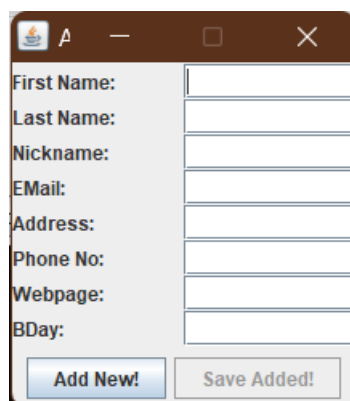 A
First Name:
Last Name:
Nickname:
EMail:
Address:
Phone No:
Webpage:
BDay:
Add New! Save Added!